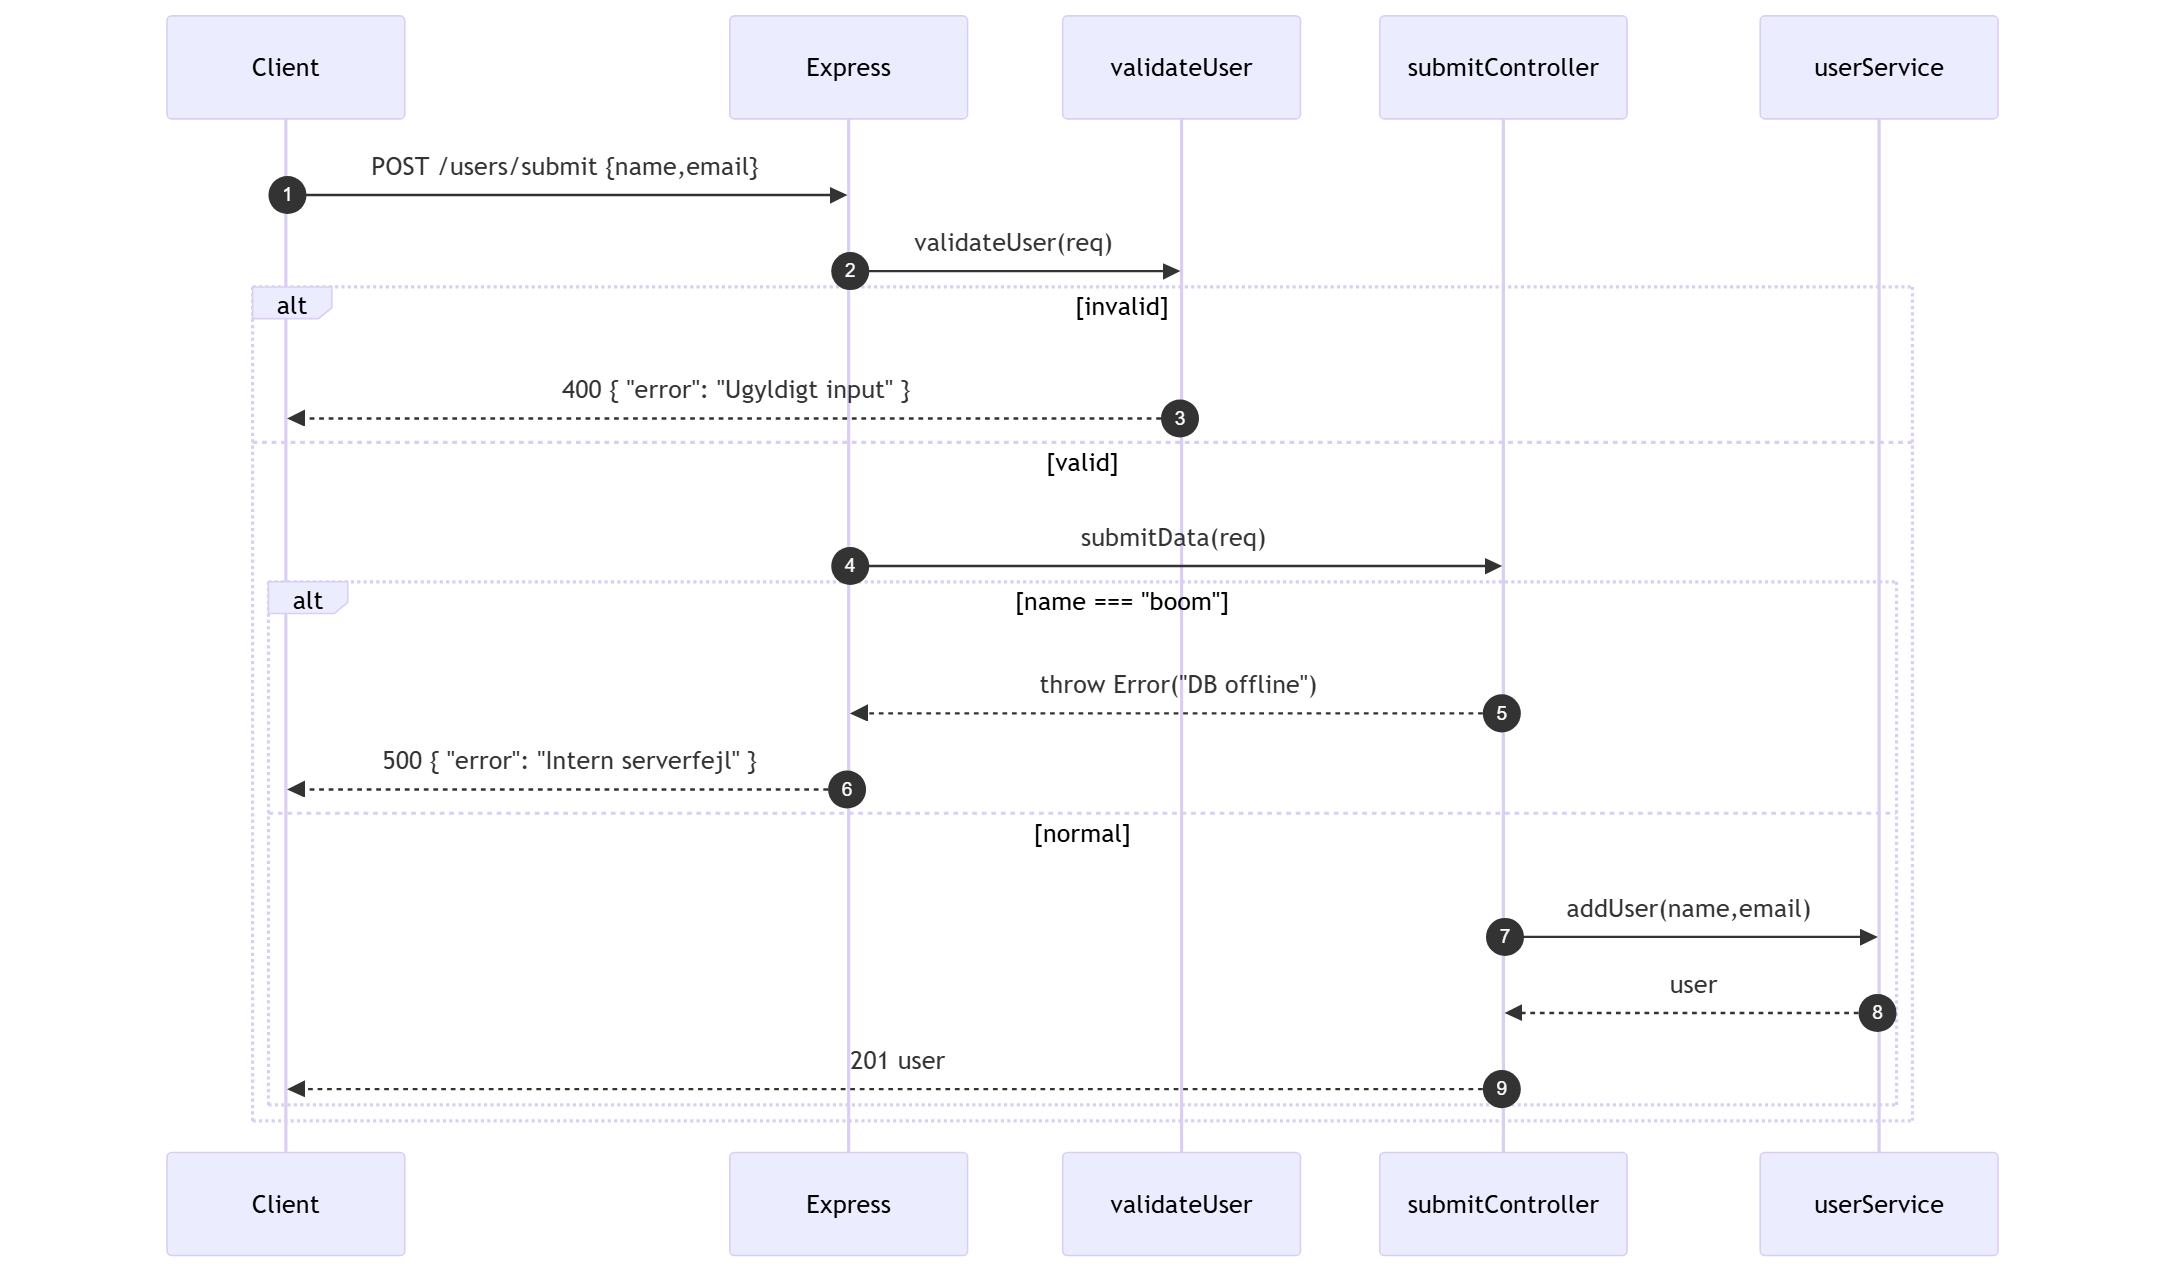 Client
Express
validateUser
submitController
userService
POST /users/submit {name,email}
1
validateUser(req)
2
alt
[invalid]
400 { "error": "Ugyldigt input" }
3
[valid]
submitData(req)
4
alt
[name === "boom"]
throw Error("DB offline")
5
500 { "error": "Intern serverfejl" }
6
[normal]
addUser(name,email)
7
user
8
201 user
9
Client
Express
validateUser
submitController
userService